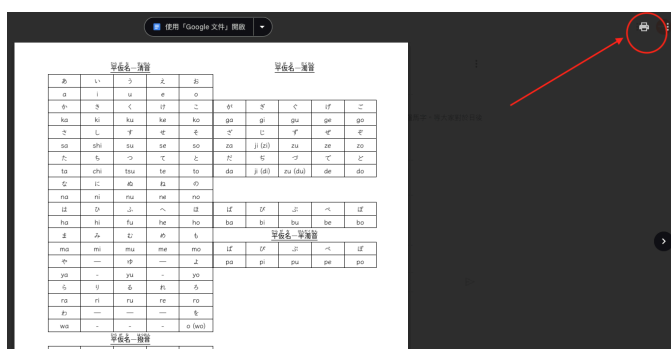 使用「Google 文件」開啟
平仮名—清音
あ い う え お
a i u e o
か き く け こ
ka ki ku ke ko
さ し す せ そ
sa shi su se so
た ち つ て と
ta chi tsu te to
な に ぬ ね の
na ni nu ne no
は ひ ふ へ ほ
ha hi fu he ho
ま み む め も
ma mi mu me mo
や — ゆ — よ
ya - yu - yo
ら り る れ ろ
ra ri ru re ro
わ — — — を
wa - - - o (wo)
平仮名—撥音
平仮名—濁音
が ぎ ぐ げ ご
ga gi gu ge go
ざ じ ず ぜ ぞ
za ji (zi) zu ze zo
だ ぢ づ で ど
da ji (di) zu (du) de do
ば び ぶ べ ぼ
ba bi bu be bo
平仮名—半濁音
ぱ ぴ ぷ ぺ ぽ
pa pi pu pe po